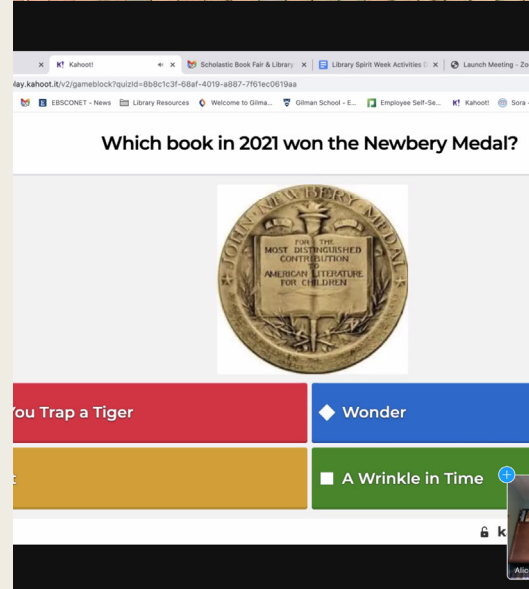 K! Kahoot!
Scholastic Book Fair & Library
Library Spirit Week Activities
Launch Meeting - Zo
lay.kahoot.it/v2/gameblock?quizId=8b8c1c3f-68af-4019-a887-7f61ec0619aa
EBSCONET - News
Library Resources
Welcome to Gilma...
Gilman School - E...
Employee Self-Se...
K! Kahoot!
Sora -
Which book in 2021 won the Newbery Medal?
JOHN NEWBERY MEDAL
FOR THE
MOST DISTINGUISHED
CONTRIBUTION
TO
AMERICAN LITERATURE
FOR CHILDREN
You Trap a Tiger
Wonder
t
A Wrinkle in Time
k
Alic